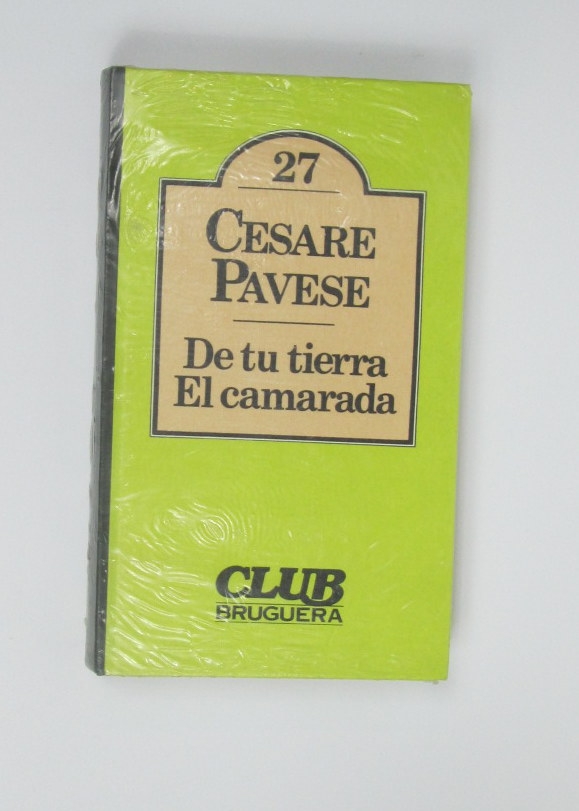 27
CESARE
PAVESE
De tu tierra
El camarada
CLUB
BRUGUERA